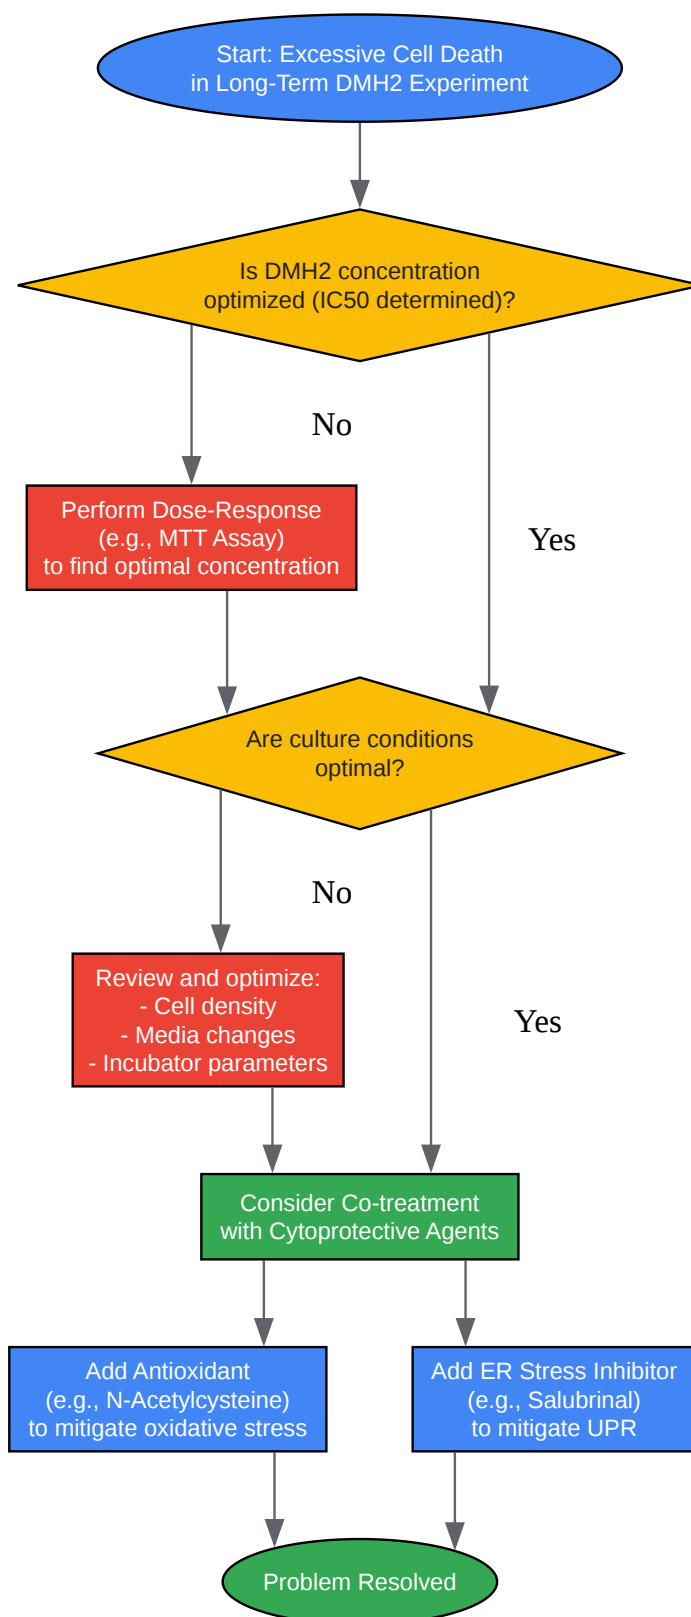 Start: Excessive Cell Death
in Long-Term DMH2 Experiment
Is DMH2 concentration
optimized (IC50 determined)?
No
Perform Dose-Response
(e.g., MTT Assay)
to find optimal concentration
Yes
Are culture conditions
optimal?
No
Review and optimize:
- Cell density
- Media changes
- Incubator parameters
Yes
Consider Co-treatment
with Cytoprotective Agents
Add Antioxidant
(e.g., N-Acetylcysteine)
to mitigate oxidative stress
Add ER Stress Inhibitor
(e.g., Salubrinal)
to mitigate UPR
Problem Resolved